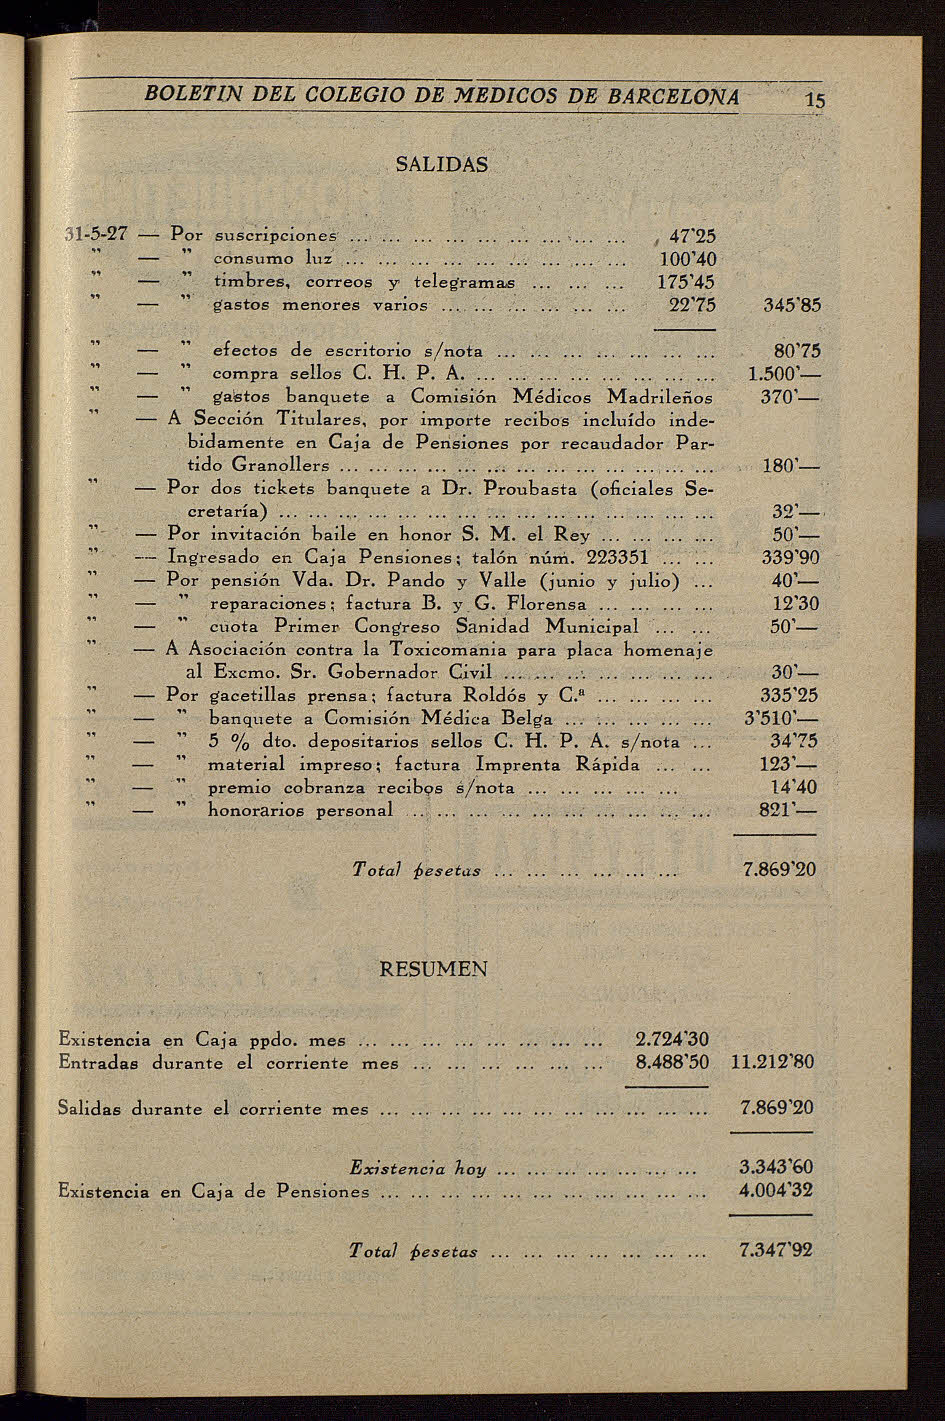 BOLETIN DEL COLEGIO DE MEDICOS DE BARCELONA 15
SALIDAS
31-5-27 — Por suscripciones ... ... ... ... ... ... ... ... ... 47'25
" — " consumo luz ... ... ... ... ... ... ... ... ... 100'40
" — " timbres, correos y telegramas ... ... ... 175'45
" — " gastos menores varios ... ... ... ... ... ... 22'75 345'85
" — " efectos de escritorio s/nota ... ... ... ... ... ... ... 80'75
" — " compra sellos C. H. P. A. ... ... ... ... ... ... ... ... 1.500'—
" — " gastos banquete a Comisión Médicos Madrileños 370'—
" — A Sección Titulares, por importe recibos incluído inde-
bidamente en Caja de Pensiones por recaudador Par-
tido Granollers ... ... ... ... ... ... ... ... ... ... ... ... ... 180'—
" — Por dos tickets banquete a Dr. Proubasta (oficiales Se-
cretaría) ... ... ... ... ... ... ... ... ... ... ... ... ... ... ... 32'—
" — Por invitación baile en honor S. M. el Rey ... ... ... ... 50'—
" — Ingresado en Caja Pensiones; talón núm. 223351 ... ... 339'90
" — Por pensión Vda. Dr. Pando y Valle (junio y julio) ... 40'—
" — " reparaciones; factura B. y G. Florensa ... ... ... ... 12'30
" — " cuota Primer Congreso Sanidad Municipal ... ... 50'—
" — A Asociación contra la Toxicomania para placa homenaje
al Excmo. Sr. Gobernador Civil ... ... ... ... ... ... ... 30'—
" — Por gacetillas prensa; factura Roldós y C.ª ... ... ... ... 335'25
" — " banquete a Comisión Médica Belga ... ... ... ... ... 3'510'—
" — " 5 % dto. depositarios sellos C. H. P. A. s/nota ... 34'75
" — " material impreso; factura Imprenta Rápida ... ... 123'—
" — " premio cobranza recibos s/nota ... ... ... ... ... 14'40
" — " honorarios personal ... ... ... ... ... ... ... ... ... ... 821'—
Total pesetas ... ... ... ... ... ... 7.869'20
RESUMEN
Existencia en Caja ppdo. mes ... ... ... ... ... ... ... ... 2.724'30
Entradas durante el corriente mes ... ... ... ... ... ... 8.488'50 11.212'80
Salidas durante el corriente mes ... ... ... ... ... ... ... ... ... ... ... 7.869'20
Existencia hoy ... ... ... ... ... ... ... 3.343'60
Existencia en Caja de Pensiones ... ... ... ... ... ... ... ... ... ... ... 4.004'32
Total pesetas ... ... ... ... ... ... ... 7.347'92